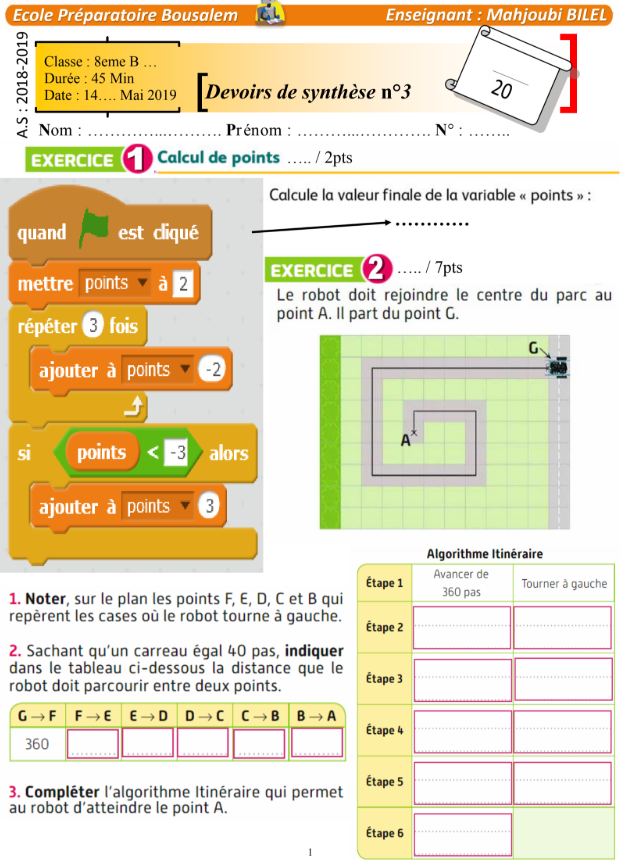 Ecole Préparatoire Bousalem
Enseignant : Mahjoubi BILEL
A.S : 2018-2019
Classe : 8eme B …
Durée : 45 Min
Date : 14…. Mai 2019
Devoirs de synthèse n°3
20
Nom : …………..………. Prénom : ………..…………. N° : ……..
EXERCICE 1 Calcul de points ….. / 2pts
Calcule la valeur finale de la variable « points » :
…………
quand est cliqué
mettre points à 2
répéter 3 fois
ajouter à points -2
si points < -3 alors
ajouter à points 3
EXERCICE 2 ….. / 7pts
Le robot doit rejoindre le centre du parc au
point A. Il part du point G.
G
A
1. Noter, sur le plan les points F, E, D, C et B qui
repèrent les cases où le robot tourne à gauche.
2. Sachant qu'un carreau égal 40 pas, indiquer
dans le tableau ci-dessous la distance que le
robot doit parcourir entre deux points.
G → F F → E E → D D → C C → B B → A
360 ........ ........ ........ ........ ........
3. Compléter l'algorithme Itinéraire qui permet
au robot d'atteindre le point A.
Algorithme Itinéraire
Étape 1 Avancer de 360 pas Tourner à gauche
Étape 2
Étape 3
Étape 4
Étape 5
Étape 6
1